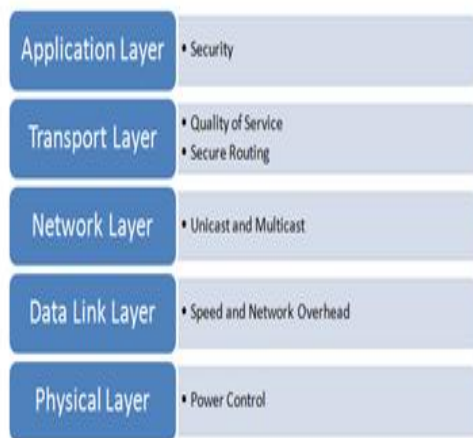 Application Layer
• Security
Transport Layer
• Quality of Service
• Secure Routing
Network Layer
• Unicast and Multicast
Data Link Layer
• Speed and Network Overhead
Physical Layer
• Power Control